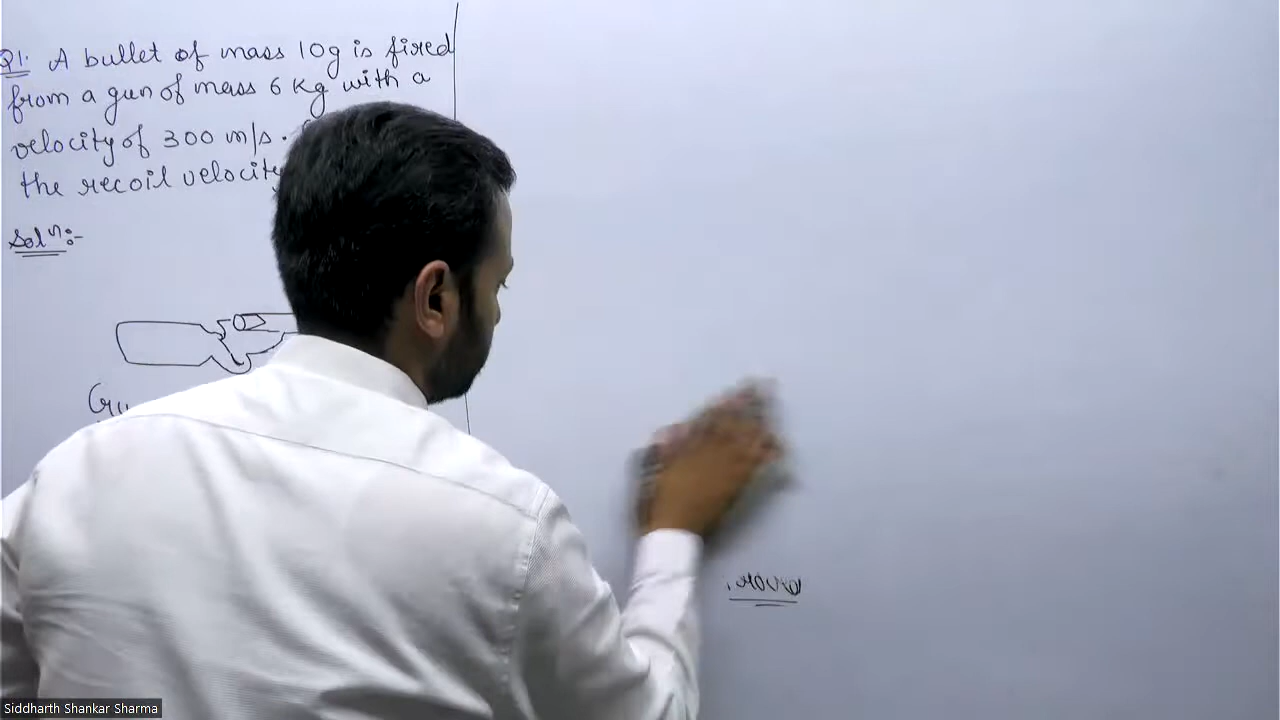 Q1. A bullet of mass 10g is fired
from a gun of mass 6 Kg with a
velocity of 300 m/s.
the recoil velocity
Solⁿ:-
Gu
Siddharth Shankar Sharma